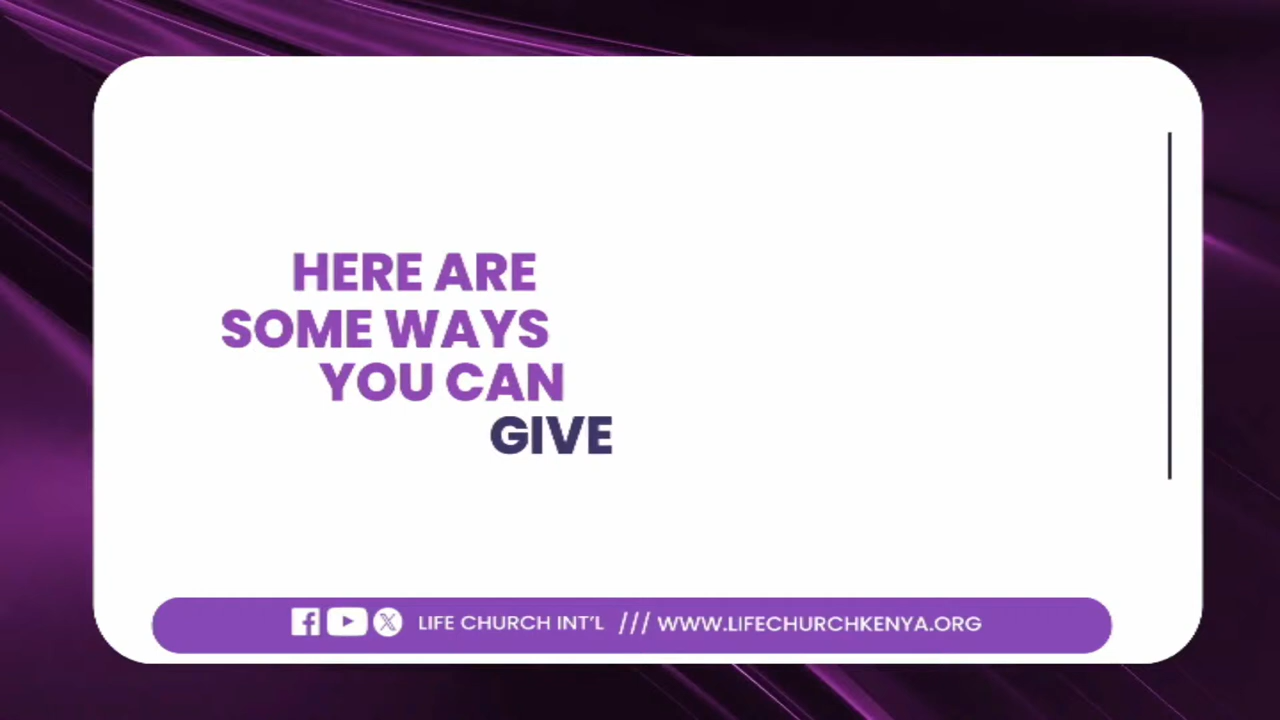 HERE ARE
SOME WAYS
YOU CAN
GIVE
LIFE CHURCH INT'L /// WWW.LIFECHURCHKENYA.ORG